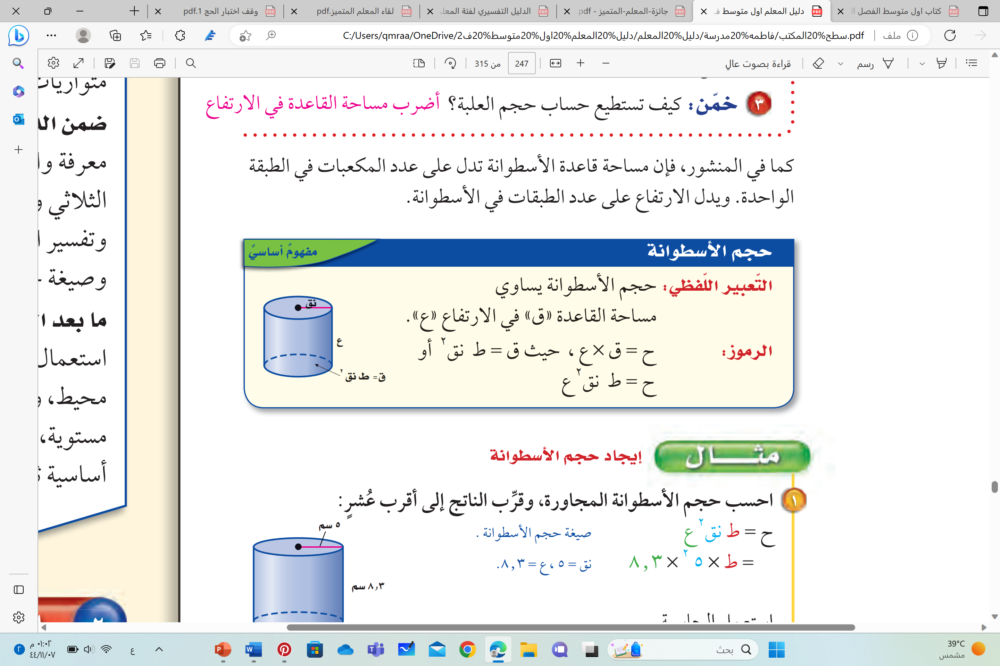 كتاب اول متوسط الفصل ال
دليل المعلم اول متوسط ف
جائزة-المعلم-المتميز - pdf.
الدليل التفسيري لفئة المعلم
لقاء المعلم المتميز.pdf
وقف اختبار الحج 1.pdf
ملف
C:/Users/qmraa/OneDrive/سطح%20المكتب/فاطمه%20مدرسة/دليل%20المعلم/دليل%20المعلم%20اول%20متوسط%20ف2.pdf
رسم
قراءة بصوت عالٍ
247
من 315
٣ خمّن: كيف تستطيع حساب حجم العلبة؟ أضرب مساحة القاعدة في الارتفاع
كما في المنشور، فإن مساحة قاعدة الأسطوانة تدل على عدد المكعبات في الطبقة
الواحدة. ويدل الارتفاع على عدد الطبقات في الأسطوانة.
حجم الأسطوانة
مفهومٌ أساسيٌ
التّعبير اللّفظي: حجم الأسطوانة يساوي
مساحة القاعدة «ق» في الارتفاع «ع».
الرموز: ح = ق × ع ، حيث ق = ط نق٢ أو
ح = ط نق٢ ع
نق
ع
ق= ط نق٢
مثـــال
إيجاد حجم الأسطوانة
١ احسب حجم الأسطوانة المجاورة، وقرِّب الناتج إلى أقرب عُشرٍ:
ح = ط نق٢ ع صيغة حجم الأسطوانة .
= ط × ٥٢ × ٨,٣ نق = ٥ ، ع = ٨,٣.
٥ سم
٨,٣ سم
متوازيات
ضمن
معرفة
الثلاثي و
وتفسير ا
وصيغة
ما بعد ا
استعمال
محيط، و
مستوية،
أساسية
39°C
مشمس
بحث
ع
٠١:٠٢ م
٤٤/١١/٠٧
٢